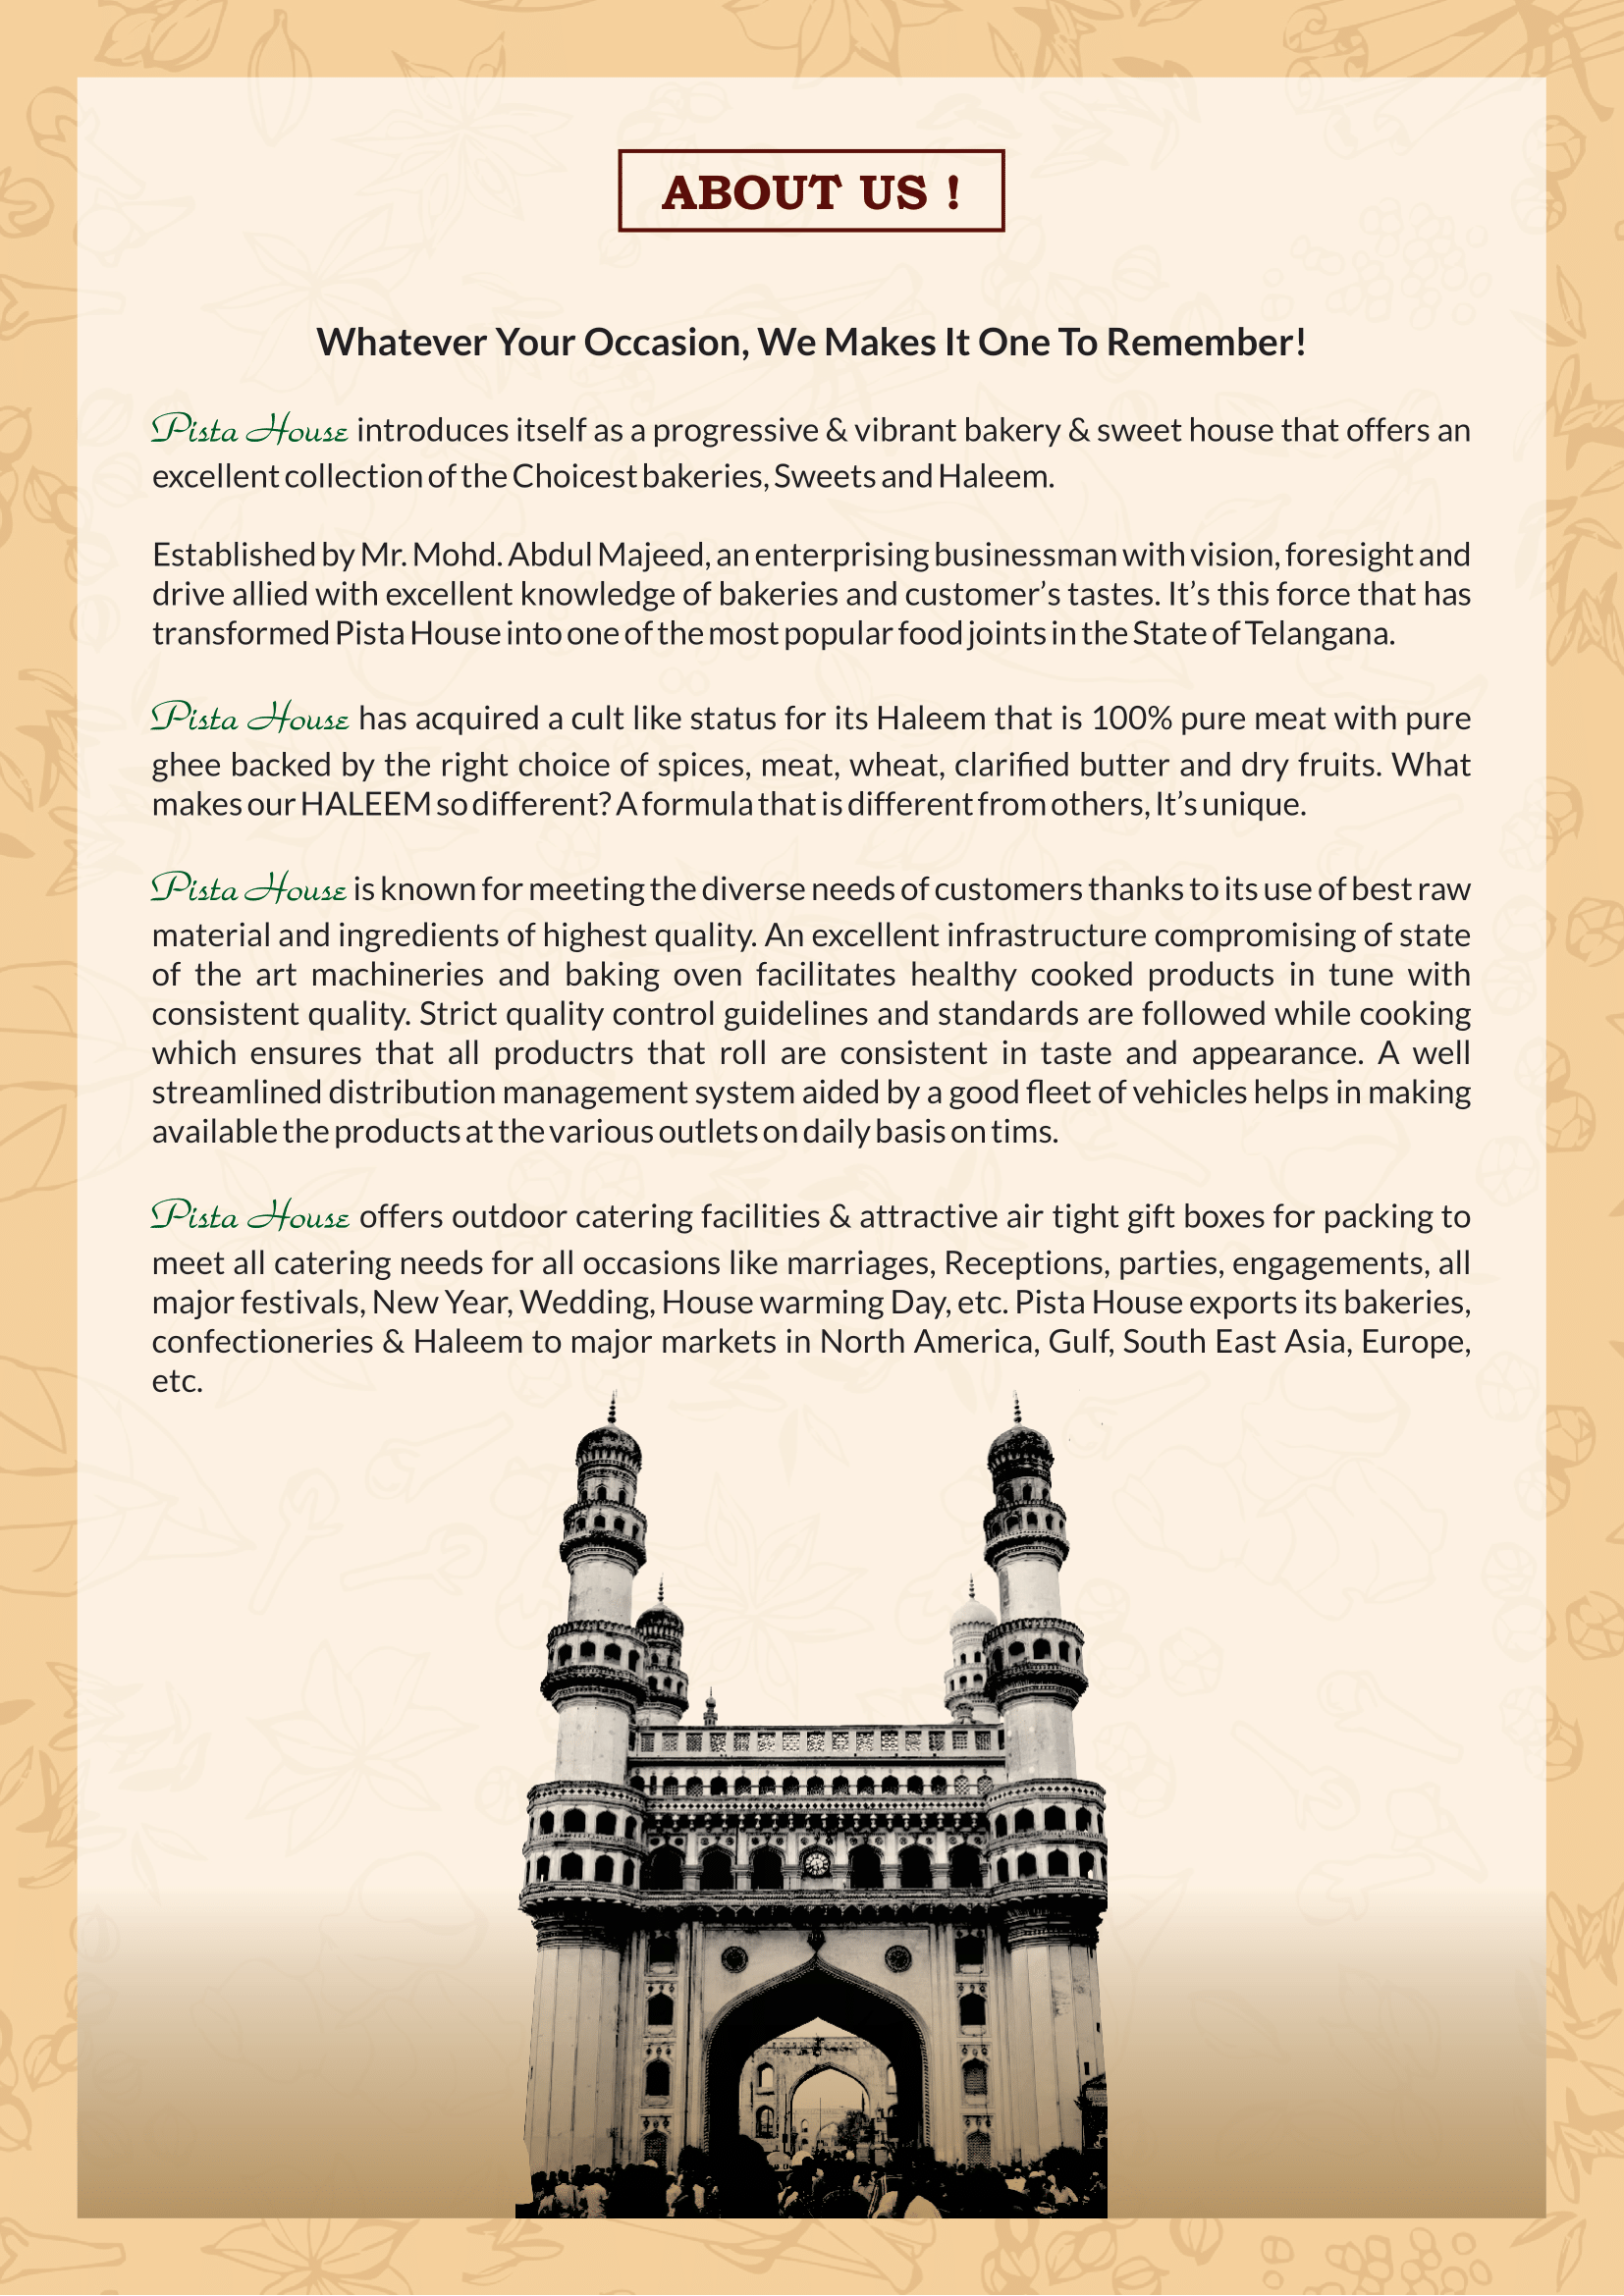 ABOUT US !
Whatever Your Occasion, We Makes It One To Remember!
Pista House introduces itself as a progressive & vibrant bakery & sweet house that offers an
excellent collection of the Choicest bakeries, Sweets and Haleem.
Established by Mr. Mohd. Abdul Majeed, an enterprising businessman with vision, foresight and
drive allied with excellent knowledge of bakeries and customer’s tastes. It’s this force that has
transformed Pista House into one of the most popular food joints in the State of Telangana.
Pista House has acquired a cult like status for its Haleem that is 100% pure meat with pure
ghee backed by the right choice of spices, meat, wheat, clarified butter and dry fruits. What
makes our HALEEM so different? A formula that is different from others, It’s unique.
Pista House is known for meeting the diverse needs of customers thanks to its use of best raw
material and ingredients of highest quality. An excellent infrastructure compromising of state
of the art machineries and baking oven facilitates healthy cooked products in tune with
consistent quality. Strict quality control guidelines and standards are followed while cooking
which ensures that all productrs that roll are consistent in taste and appearance. A well
streamlined distribution management system aided by a good fleet of vehicles helps in making
available the products at the various outlets on daily basis on tims.
Pista House offers outdoor catering facilities & attractive air tight gift boxes for packing to
meet all catering needs for all occasions like marriages, Receptions, parties, engagements, all
major festivals, New Year, Wedding, House warming Day, etc. Pista House exports its bakeries,
confectioneries & Haleem to major markets in North America, Gulf, South East Asia, Europe,
etc.